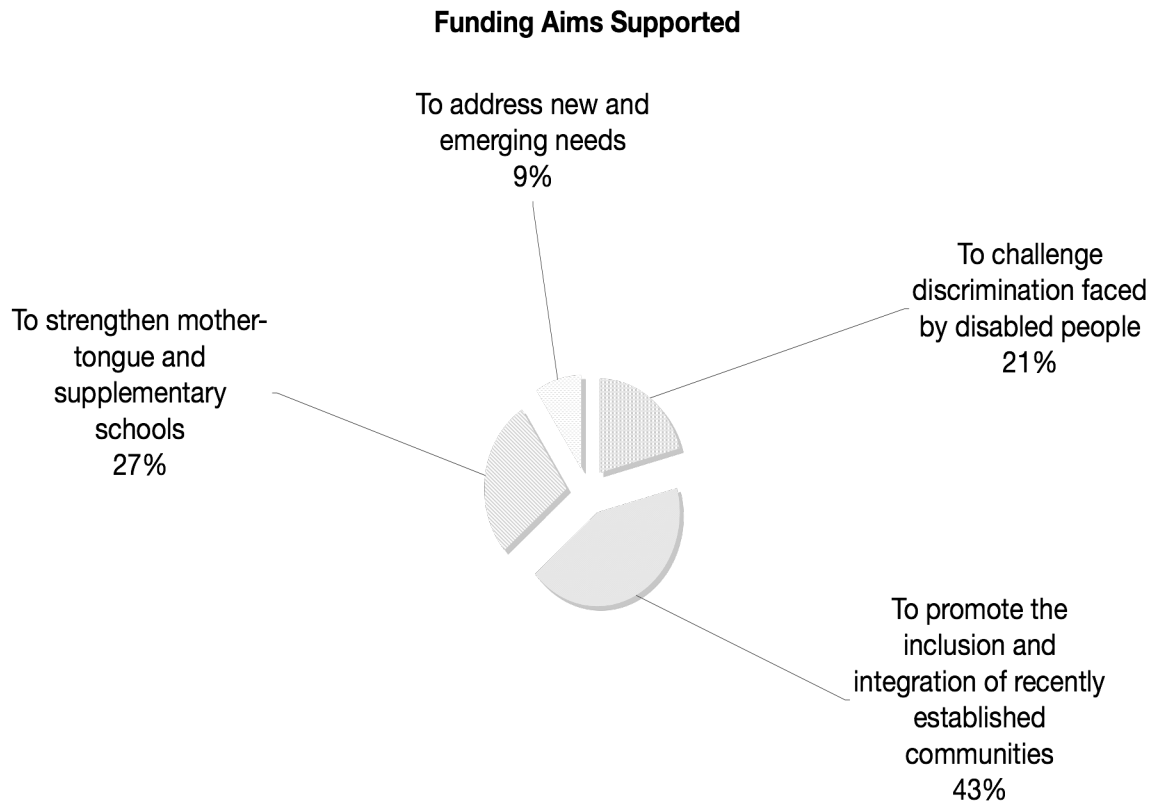 Funding Aims Supported
To address new and
emerging needs
9%
To challenge
discrimination faced
by disabled people
21%
To strengthen mother-
tongue and
supplementary
schools
27%
To promote the
inclusion and
integration of recently
established
communities
43%